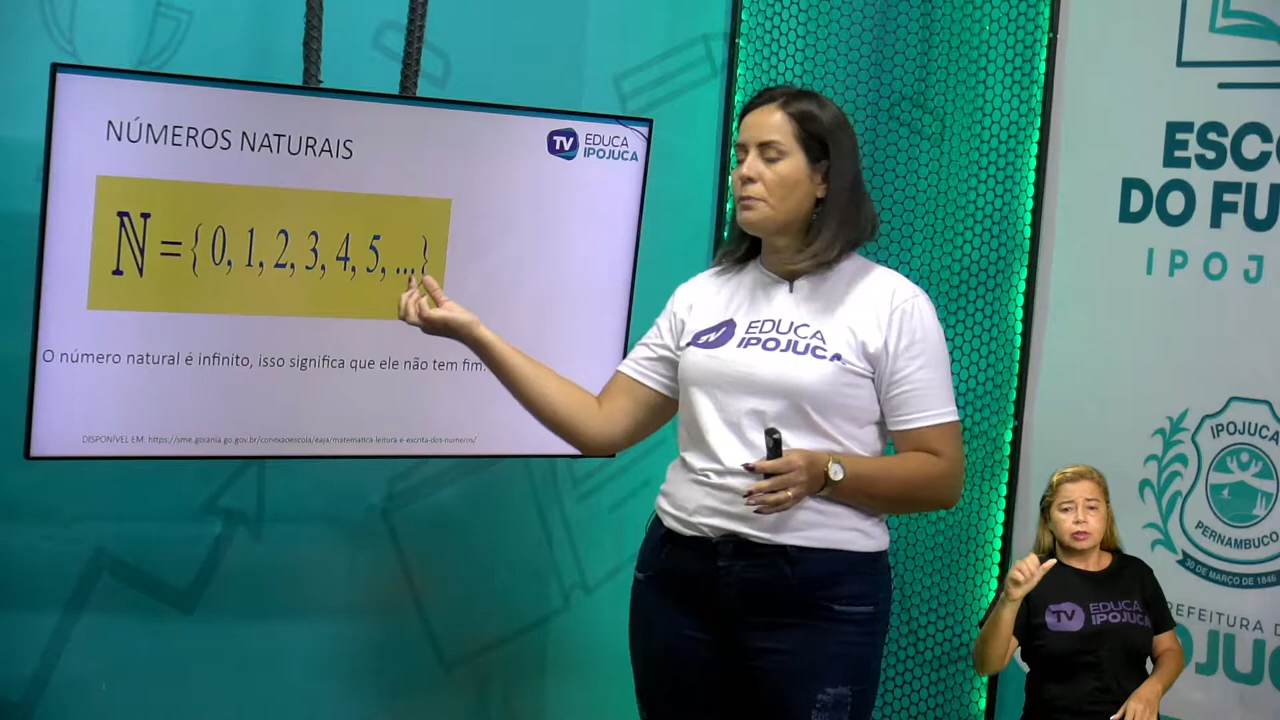 NÚMEROS NATURAIS
TV EDUCA
IPOJUCA
ℕ = {0, 1, 2, 3, 4, 5, ...}
O número natural é infinito, isso significa que ele não tem fim.
DISPONÍVEL EM: https://sme.goiania.go.gov.br/conexaoescola/eaja/matematica-leitura-e-escrita-dos-numeros/
TV EDUCA
IPOJUCA
ESCO
DO FU
IPOJ
IPOJUCA
PERNAMBUCO
30 DE MARÇO DE 1846
REFEITURA D
OJUC
TV EDUCA
IPOJUCA